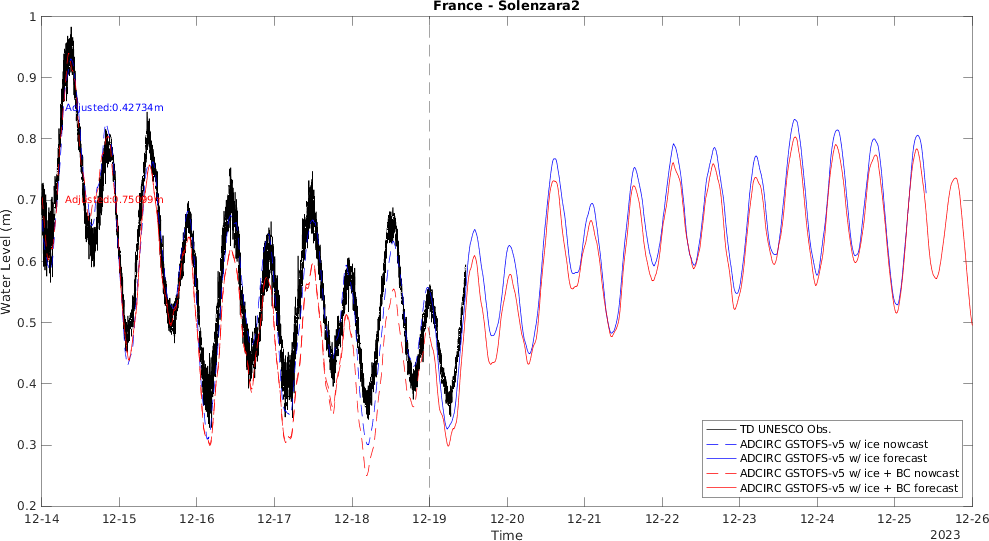 France - Solenzara2
1
0.9
0.8
0.7
0.6
0.5
0.4
0.3
0.2
Water Level (m)
Adjusted:0.42734m
TD UNESCO Obs.
ADCIRC GSTOFS-v5 w/ ice nowcast
ADCIRC GSTOFS-v5 w/ ice forecast
ADCIRC GSTOFS-v5 w/ ice + BC nowcast
ADCIRC GSTOFS-v5 w/ ice + BC forecast
12-14 12-15 12-16 12-17 12-18 12-19 12-20 12-21 12-22 12-23 12-24 12-25 12-26
Time
2023